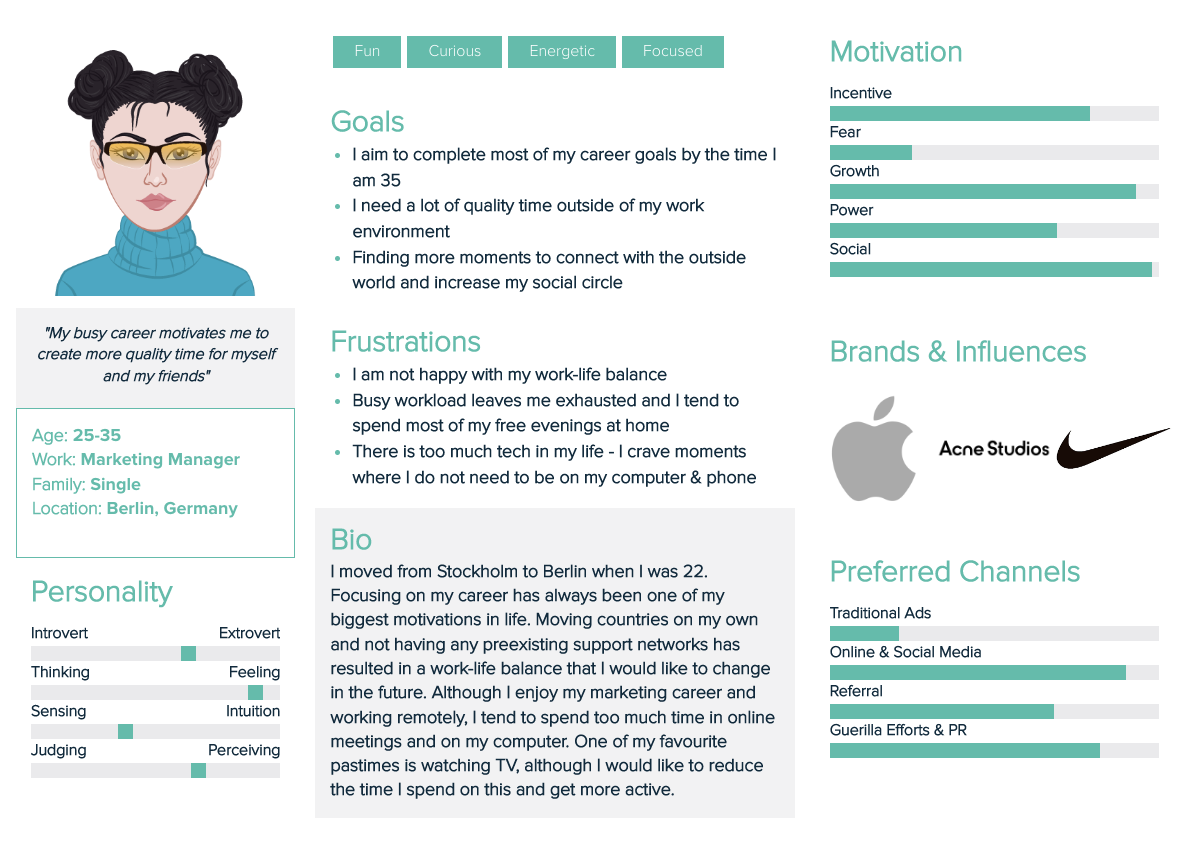 Fun
Curious
Energetic
Focused
"My busy career motivates me to
create more quality time for myself
and my friends"
Age: 25-35
Work: Marketing Manager
Family: Single
Location: Berlin, Germany
Personality
Introvert Extrovert
Thinking Feeling
Sensing Intuition
Judging Perceiving
Goals
• I aim to complete most of my career goals by the time I
am 35
• I need a lot of quality time outside of my work
environment
• Finding more moments to connect with the outside
world and increase my social circle
Frustrations
• I am not happy with my work-life balance
• Busy workload leaves me exhausted and I tend to
spend most of my free evenings at home
• There is too much tech in my life - I crave moments
where I do not need to be on my computer & phone
Bio
I moved from Stockholm to Berlin when I was 22.
Focusing on my career has always been one of my
biggest motivations in life. Moving countries on my own
and not having any preexisting support networks has
resulted in a work-life balance that I would like to change
in the future. Although I enjoy my marketing career and
working remotely, I tend to spend too much time in online
meetings and on my computer. One of my favourite
pastimes is watching TV, although I would like to reduce
the time I spend on this and get more active.
Motivation
Incentive
Fear
Growth
Power
Social
Brands & Influences
Acne Studios
Preferred Channels
Traditional Ads
Online & Social Media
Referral
Guerilla Efforts & PR